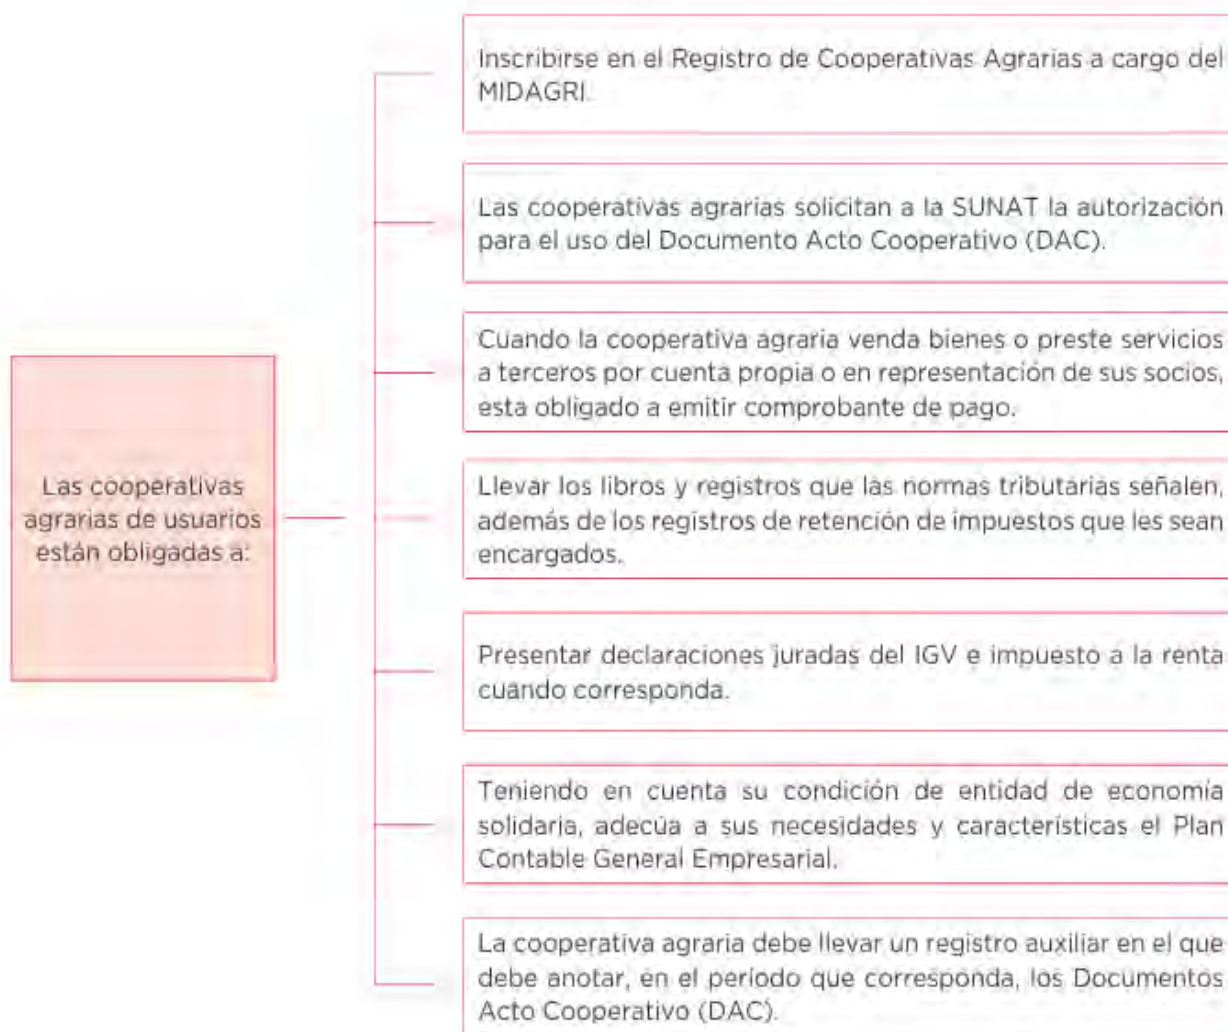 Las cooperativas
agrarias de usuarios
están obligadas a:
Inscribirse en el Registro de Cooperativas Agrarias a cargo del
MIDAGRI.
Las cooperativas agrarias solicitan a la SUNAT la autorización
para el uso del Documento Acto Cooperativo (DAC).
Cuando la cooperativa agraria venda bienes o preste servicios
a terceros por cuenta propia o en representación de sus socios,
esta obligado a emitir comprobante de pago.
Llevar los libros y registros que las normas tributarias señalen,
además de los registros de retención de impuestos que les sean
encargados.
Presentar declaraciones juradas del IGV e impuesto a la renta
cuando corresponda.
Teniendo en cuenta su condición de entidad de economía
solidaria, adecúa a sus necesidades y características el Plan
Contable General Empresarial.
La cooperativa agraria debe llevar un registro auxiliar en el que
debe anotar, en el período que corresponda, los Documentos
Acto Cooperativo (DAC).